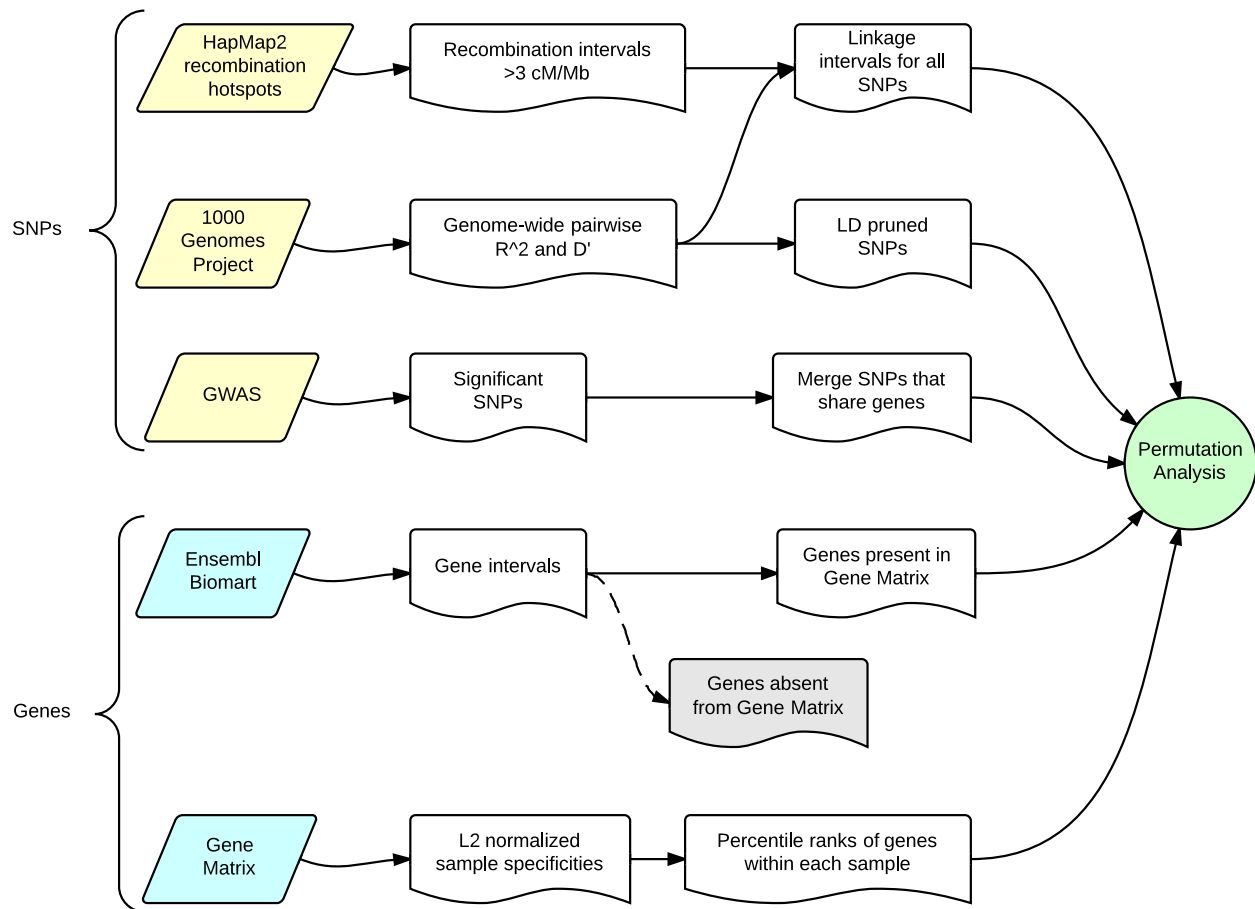 SNPs
HapMap2
recombination
hotspots
Recombination intervals
>3 cM/Mb
Linkage
intervals for all
SNPs
1000
Genomes
Project
Genome-wide pairwise
R^2 and D'
LD pruned
SNPs
GWAS
Significant
SNPs
Merge SNPs that
share genes
Permutation
Analysis
Genes
Ensembl
Biomart
Gene intervals
Genes present in
Gene Matrix
Genes absent
from Gene Matrix
Gene
Matrix
L2 normalized
sample specificities
Percentile ranks of genes
within each sample